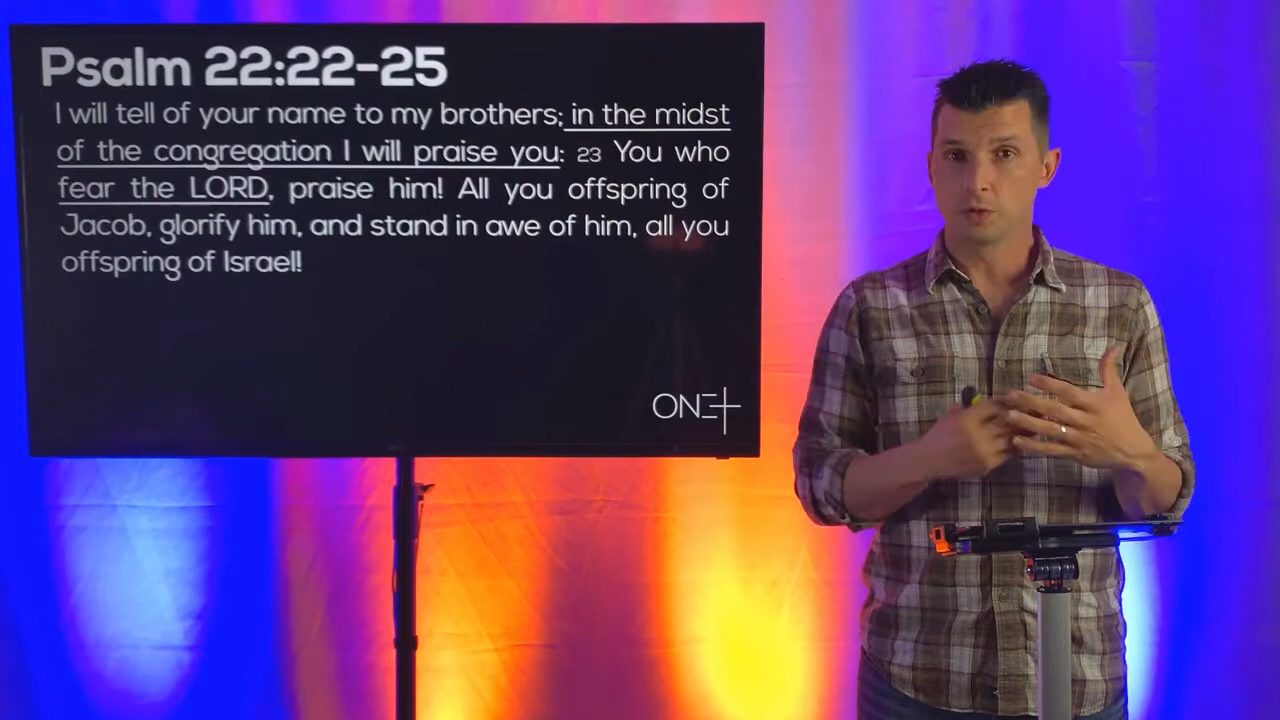 Psalm 22:22-25
I will tell of your name to my brothers; in the midst
of the congregation I will praise you: 23 You who
fear the LORD, praise him! All you offspring of
Jacob, glorify him, and stand in awe of him, all you
offspring of Israel!
ONE